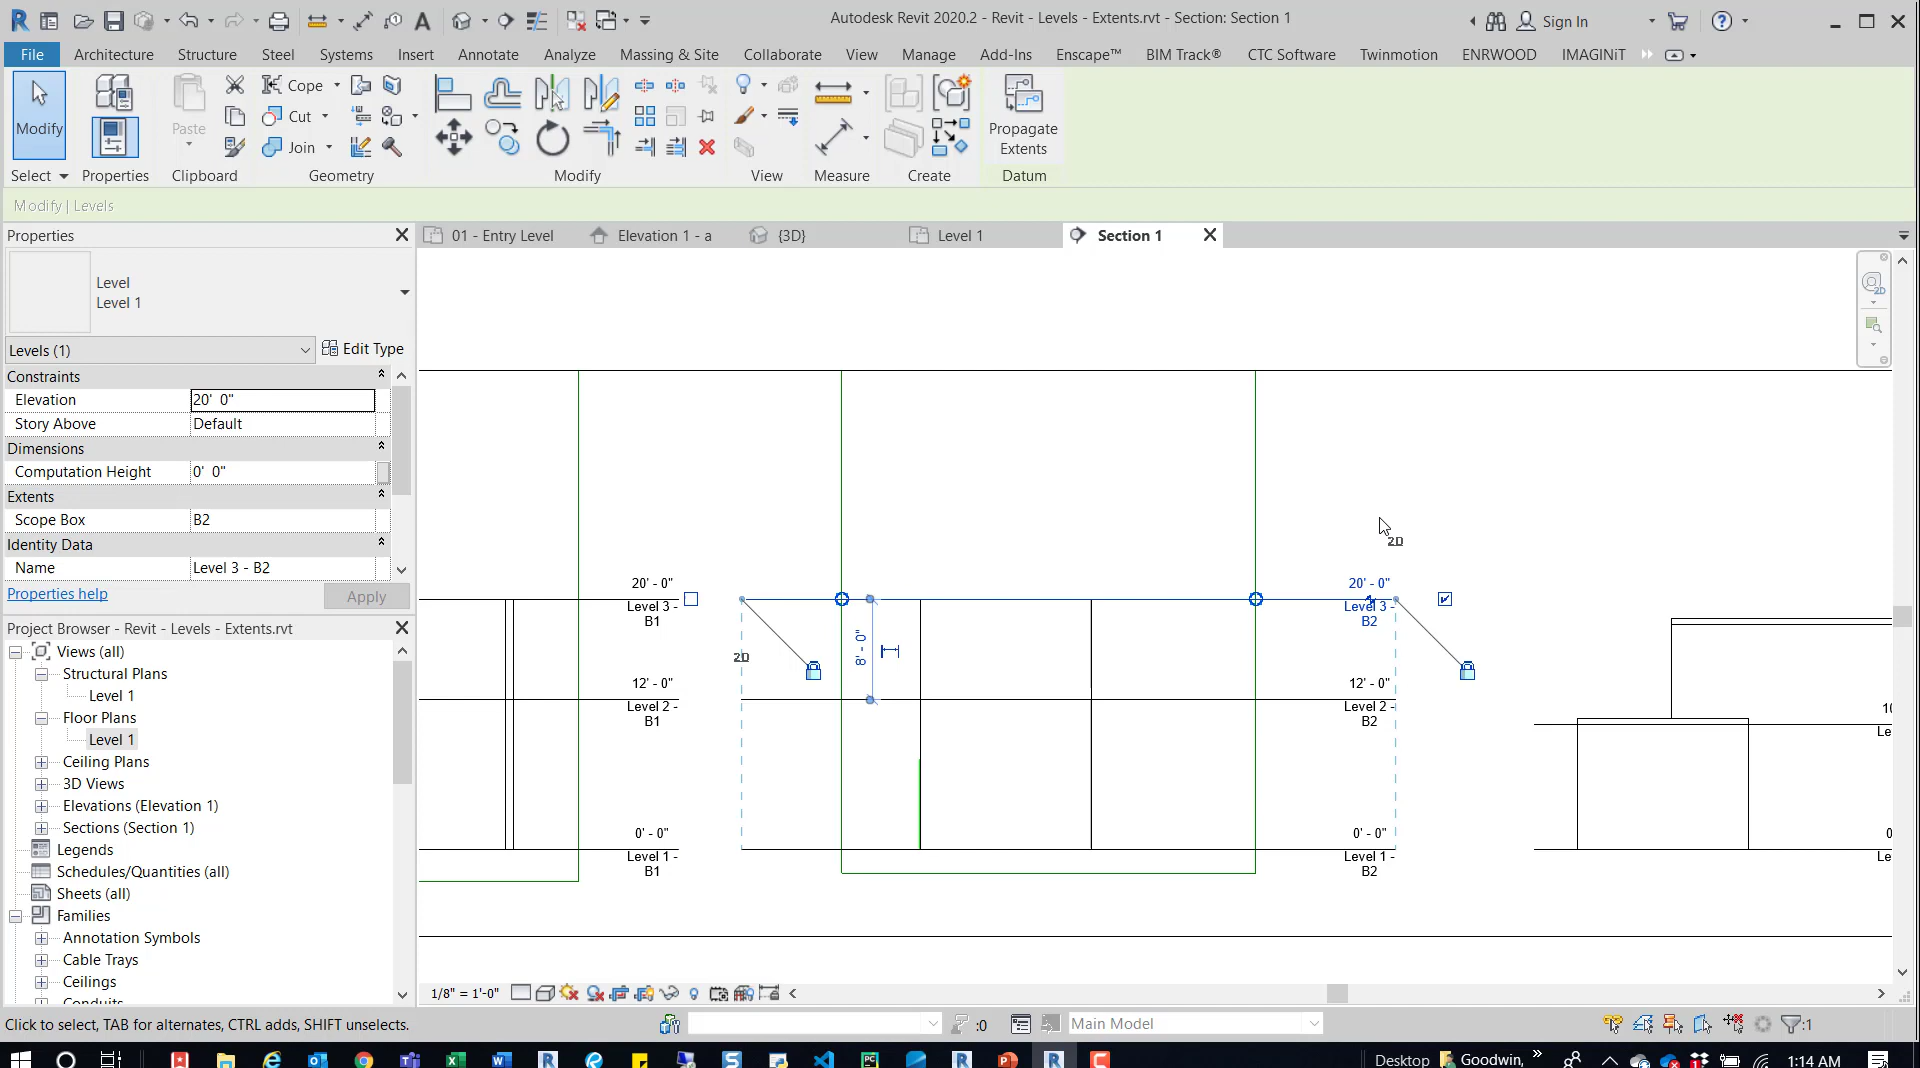 Autodesk Revit 2020.2 - Revit - Levels - Extents.rvt - Section: Section 1
Sign In
File Architecture Structure Steel Systems Insert Annotate Analyze Massing & Site Collaborate View Manage Add-Ins Enscape™ BIM Track® CTC Software Twinmotion ENRWOOD IMAGINiT
Modify
Paste
Cope
Cut
Join
Propagate
Extents
Select Properties Clipboard Geometry Modify View Measure Create Datum
Modify | Levels
Properties
01 - Entry Level
Elevation 1 - a
{3D}
Level 1
Section 1
Level
Level 1
Levels (1)
Edit Type
Constraints
Elevation 20' 0"
Story Above Default
Dimensions
Computation Height 0' 0"
Extents
Scope Box B2
Identity Data
Name Level 3 - B2
Properties help
Apply
Project Browser - Revit - Levels - Extents.rvt
Views (all)
Structural Plans
Level 1
Floor Plans
Level 1
Ceiling Plans
3D Views
Elevations (Elevation 1)
Sections (Section 1)
Legends
Schedules/Quantities (all)
Sheets (all)
Families
Annotation Symbols
Cable Trays
Ceilings
Conduits
2D
20' - 0"
Level 3 -
B1
12' - 0"
Level 2 -
B1
0' - 0"
Level 1 -
B1
2D
8' - 0"
20' - 0"
Level 3 -
B2
12' - 0"
Level 2 -
B2
0' - 0"
Level 1 -
B2
2D
10
Le
0
Le
1/8" = 1'-0"
Click to select, TAB for alternates, CTRL adds, SHIFT unselects.
:0
Main Model
:1
Desktop
Goodwin,
1:14 AM